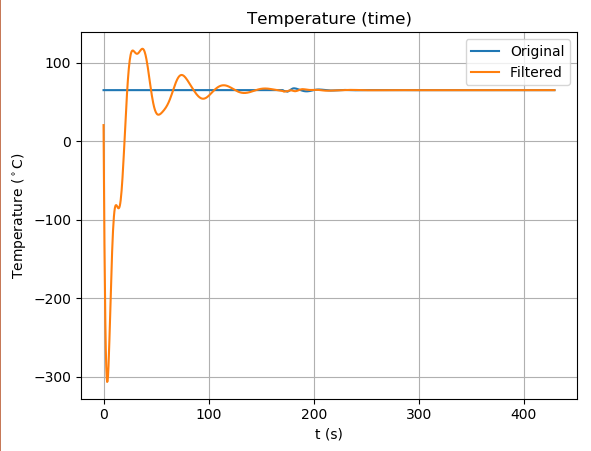 Temperature (time)
Original
Filtered
Temperature (°C)
100
0
−100
−200
−300
0
100
200
300
400
t (s)